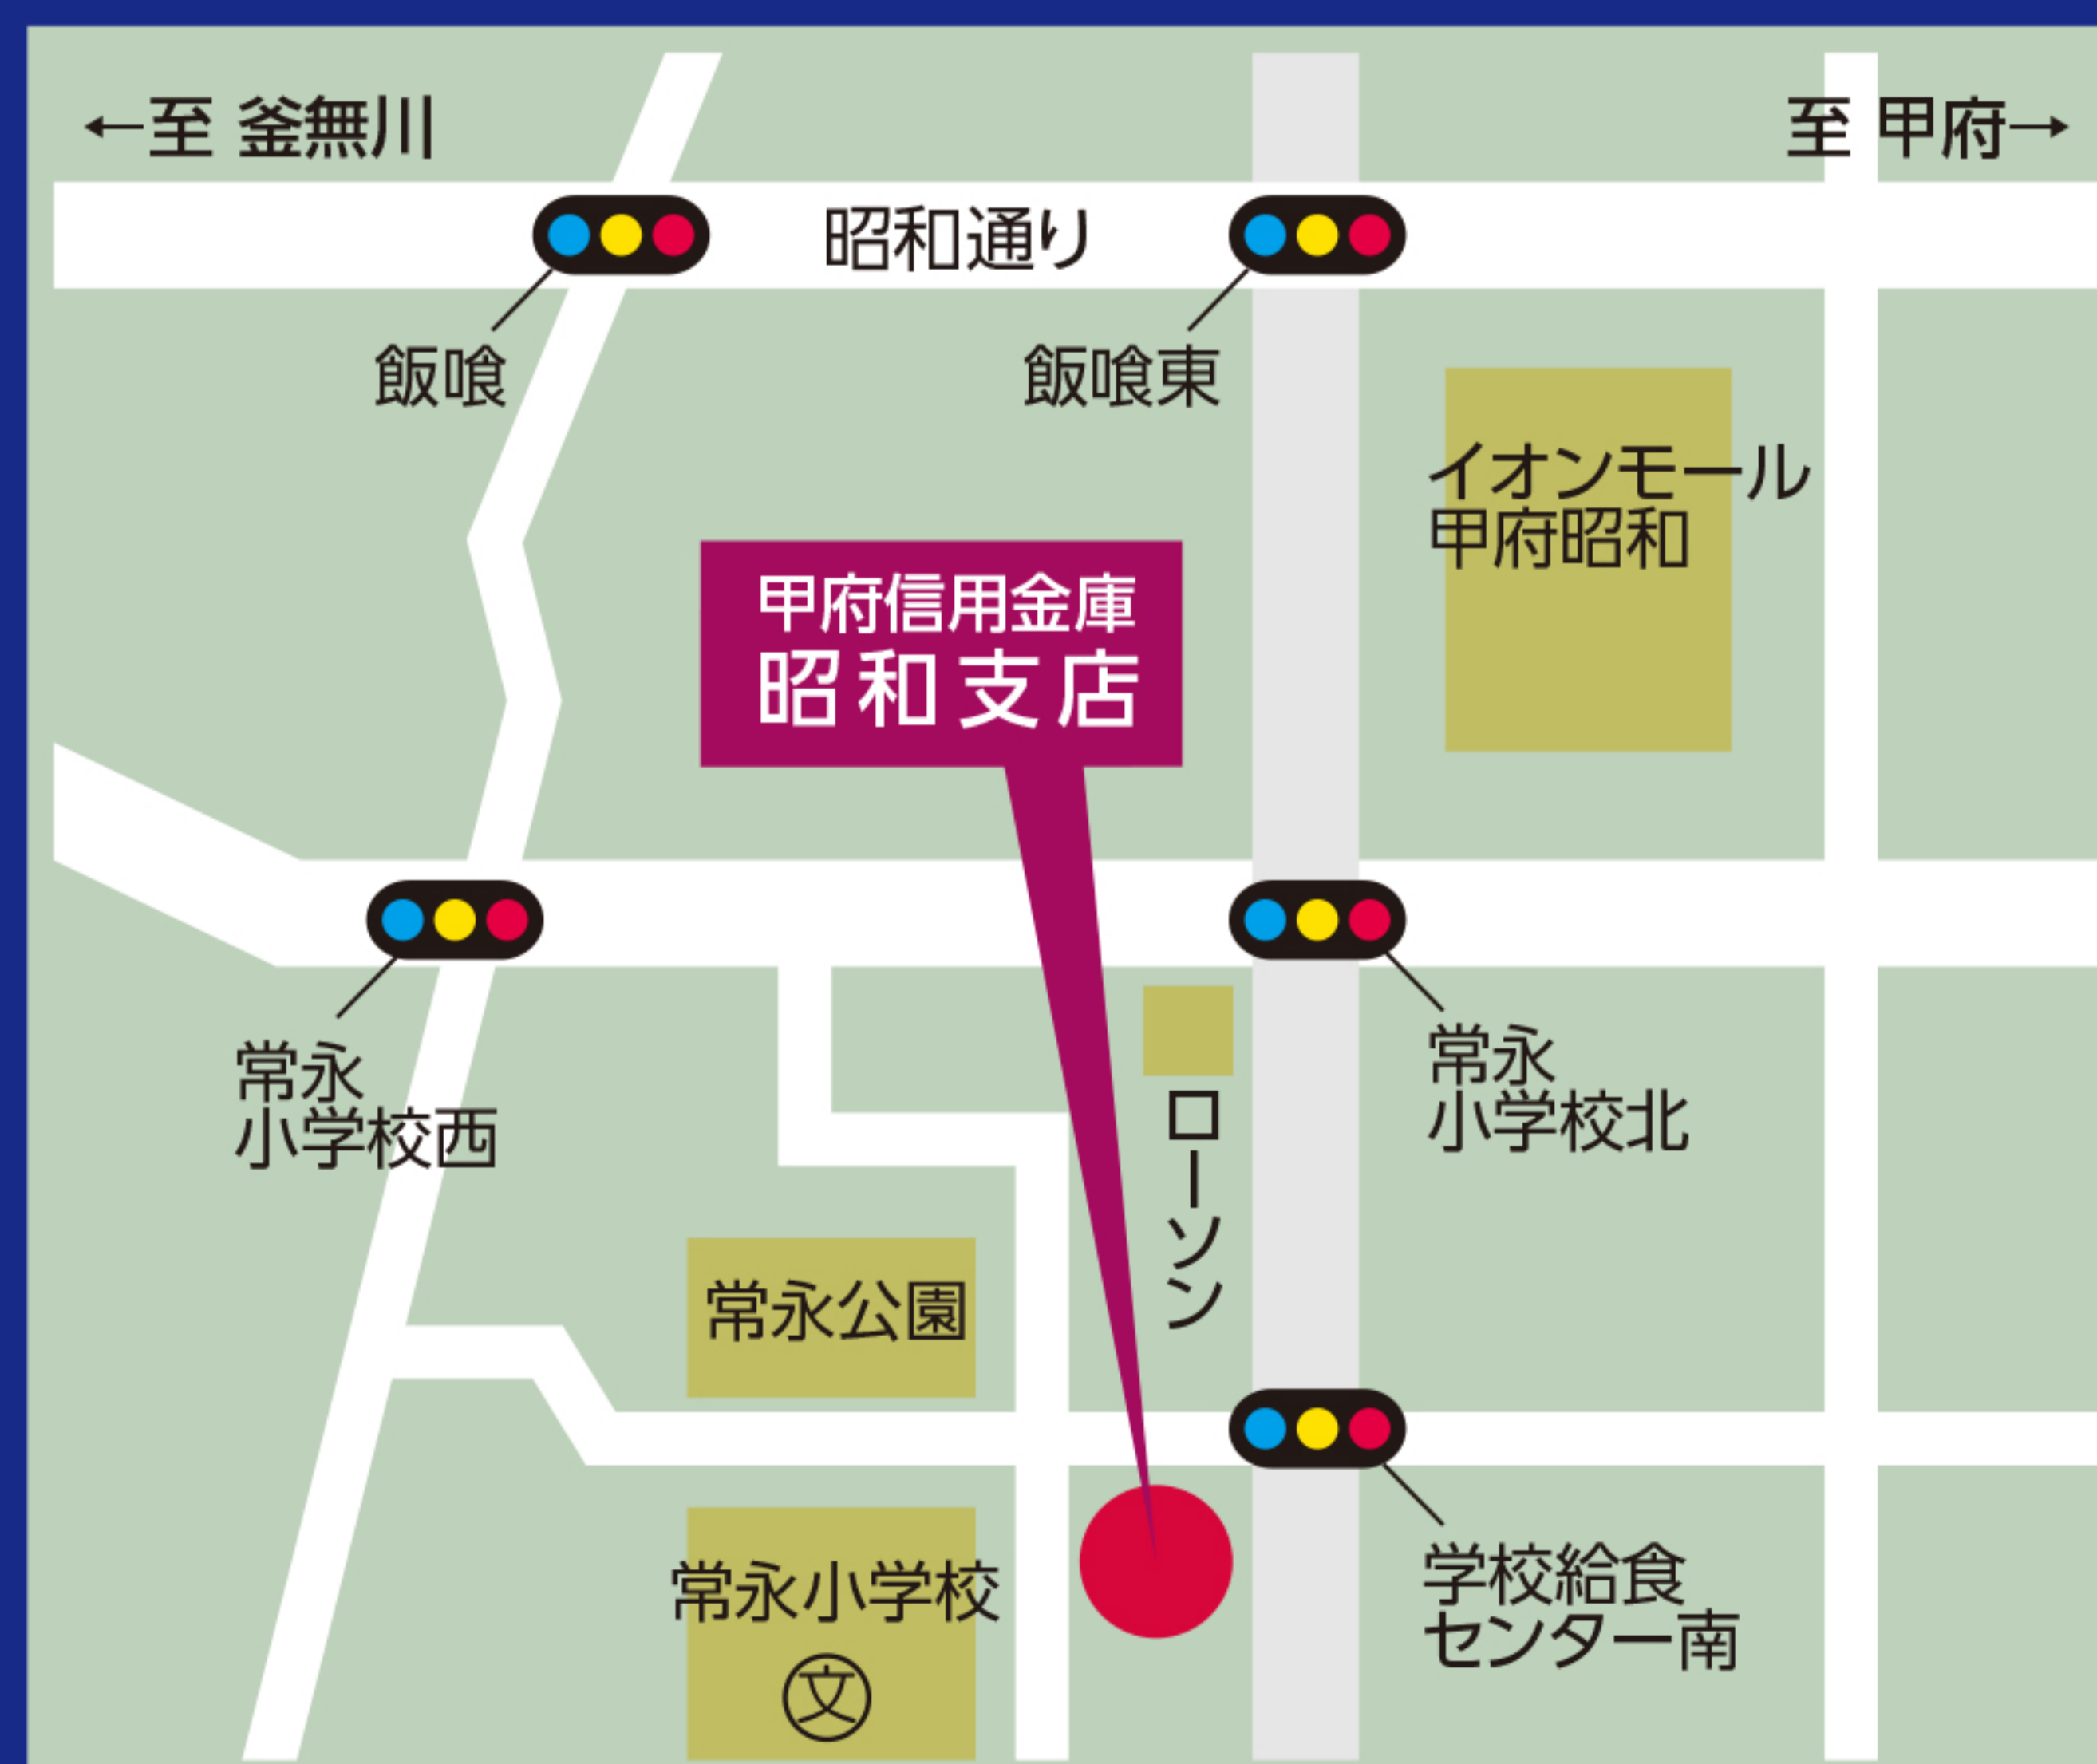 ←至 釜無川
至 甲府→
昭和通り
飯喰
飯喰東
イオンモール
甲府昭和
甲府信用金庫
昭和支店
常永
小学校西
常永
小学校北
ローソン
常永公園
常永小学校
文
学校給食
センター南